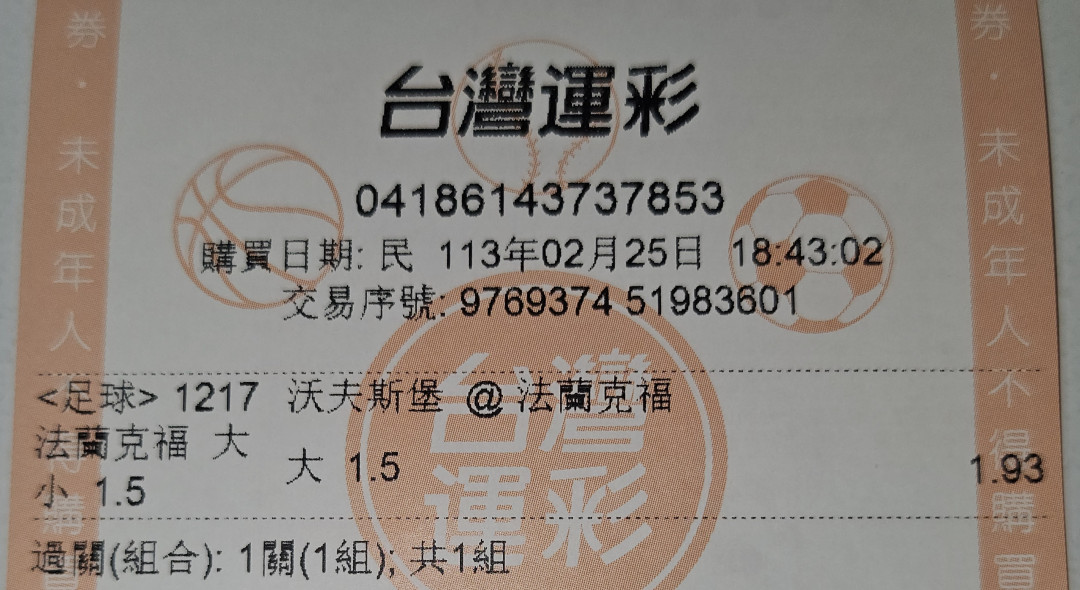 台灣運彩
04186143737853
購買日期: 民 113年02月25日 18:43:02
交易序號: 9769374 51983601
<足球> 1217 沃夫斯堡 @ 法蘭克福
法蘭克福 大
小 1.5
大 1.5
1.93
過關(組合): 1關(1組); 共1組
台灣
運彩
券・未成年人 得購
券・未成年人不得購買